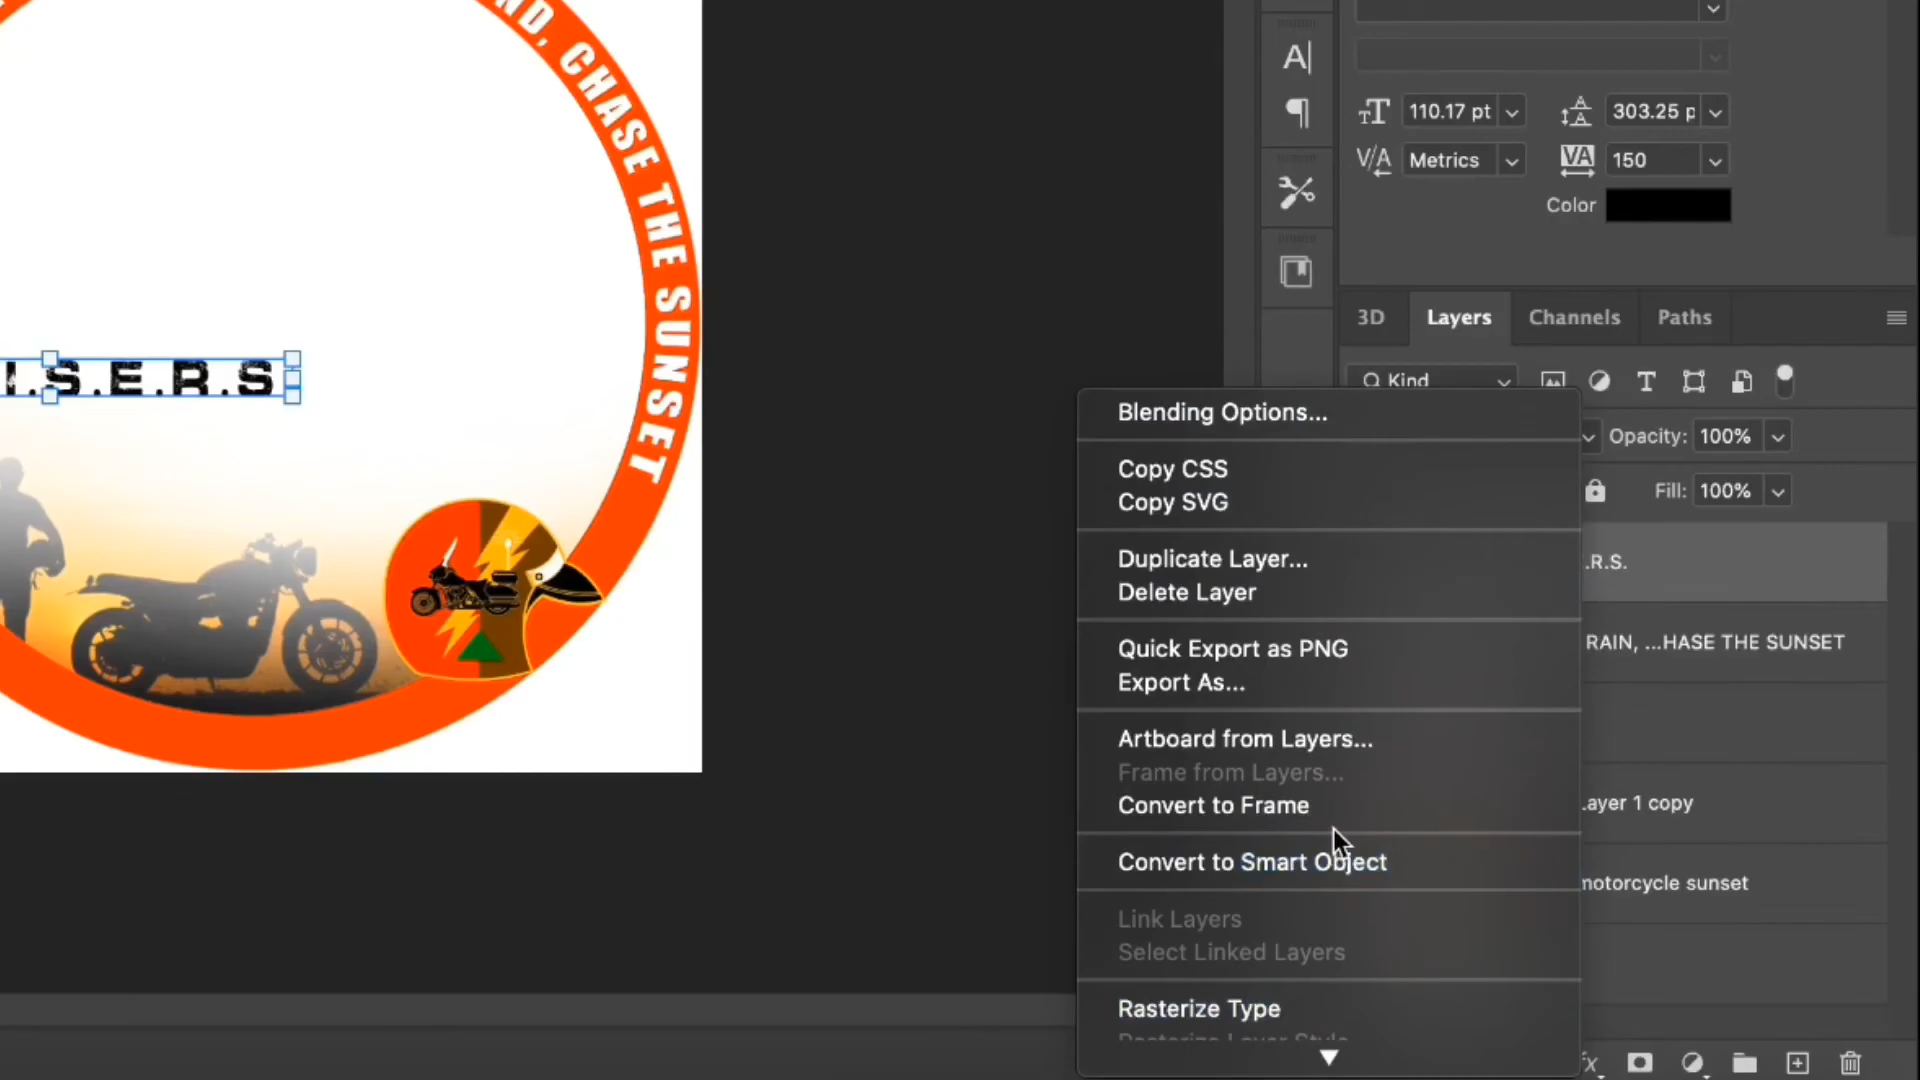 ND, CHASE THE SUNSET
I.S.E.R.S
110.17 pt
303.25 p
Metrics
150
Color
3D
Layers
Channels
Paths
Kind
Opacity: 100%
Fill: 100%
Blending Options...
Copy CSS
Copy SVG
Duplicate Layer...
Delete Layer
Quick Export as PNG
Export As...
Artboard from Layers...
Frame from Layers...
Convert to Frame
Convert to Smart Object
Link Layers
Select Linked Layers
Rasterize Type
Rasterize Layer Style
.R.S.
RAIN, ...HASE THE SUNSET
ayer 1 copy
motorcycle sunset